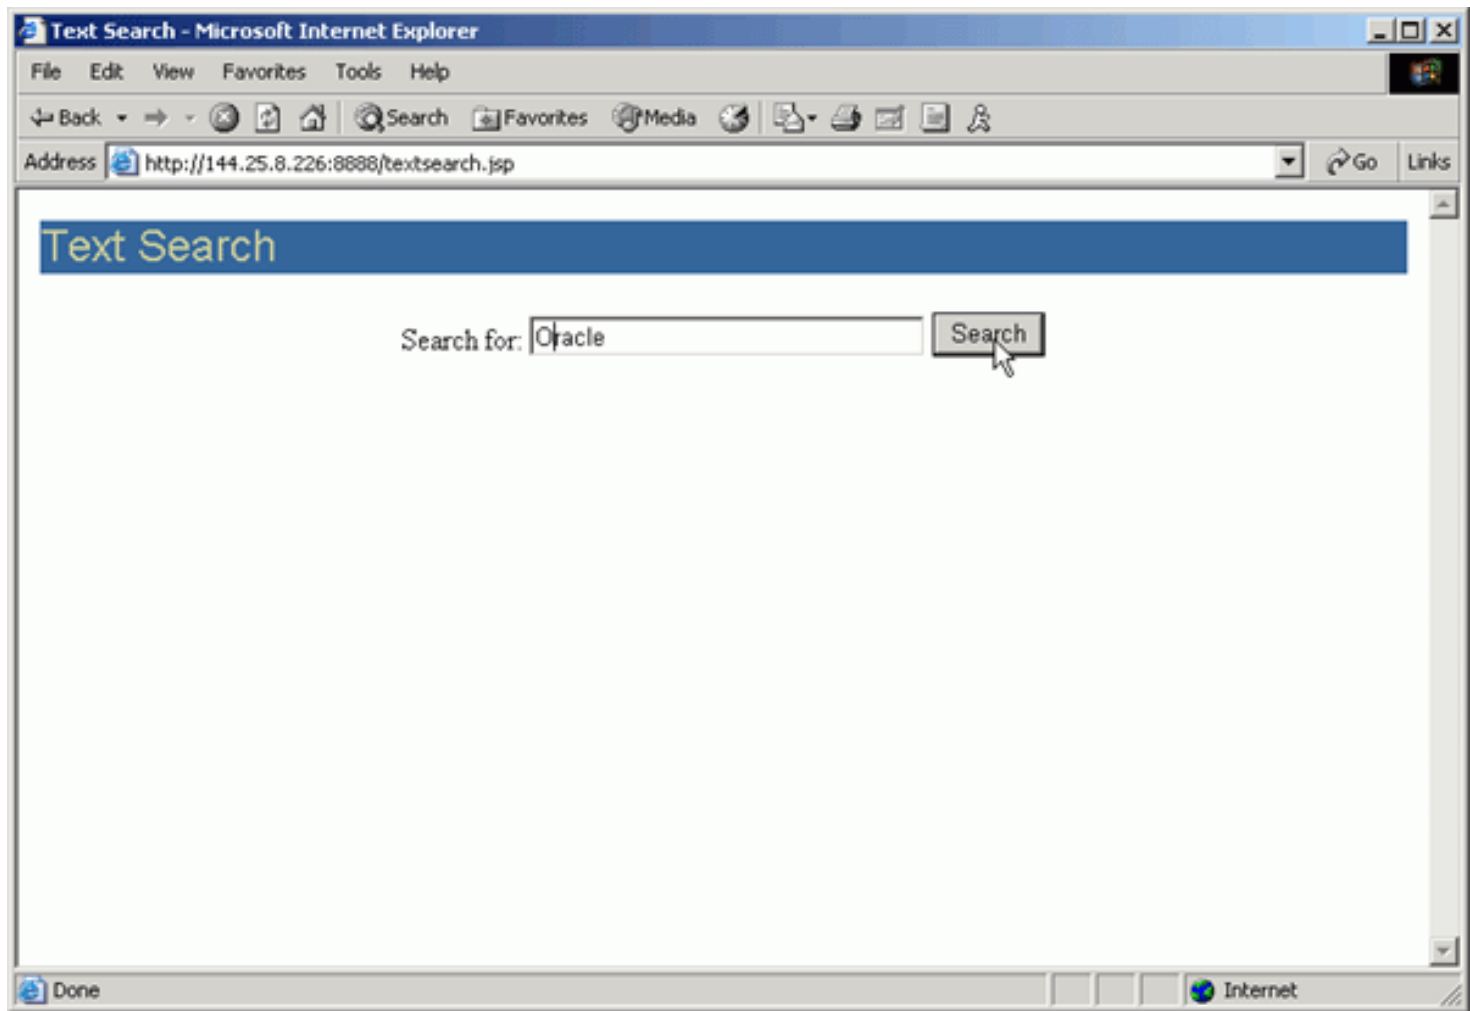 Text Search - Microsoft Internet Explorer
File Edit View Favorites Tools Help
Back Search Favorites Media
Address http://144.25.8.226:8888/textsearch.jsp Go Links
Text Search
Search for: Oracle Search
Done Internet